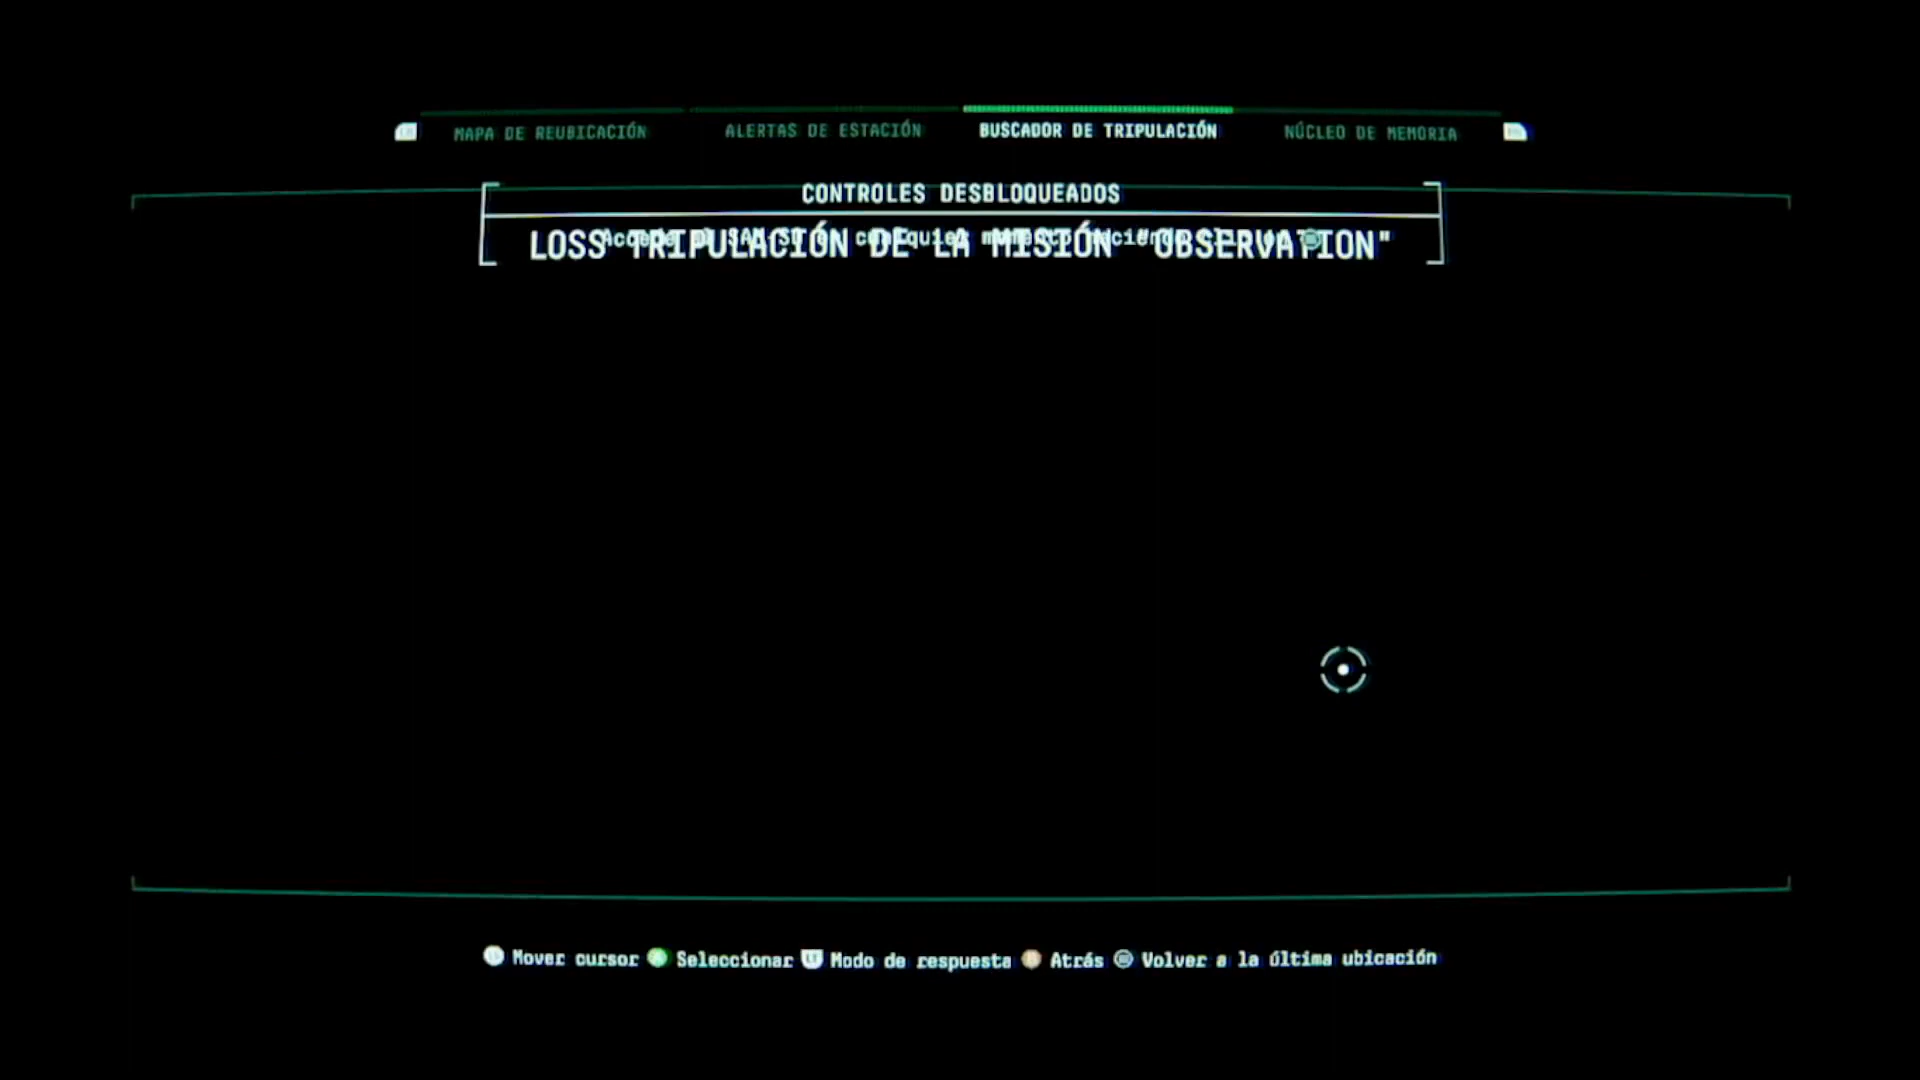 MAPA DE REUBICACIÓN
ALERTAS DE ESTACIÓN
BUSCADOR DE TRIPULACIÓN
NÚCLEO DE MEMORIA
CONTROLES DESBLOQUEADOS
LOSS TRIPULACIÓN DE LA MISIÓN "OBSERVATION"
Mover cursor Seleccionar Modo de respuesta Atrás Volver a la última ubicación